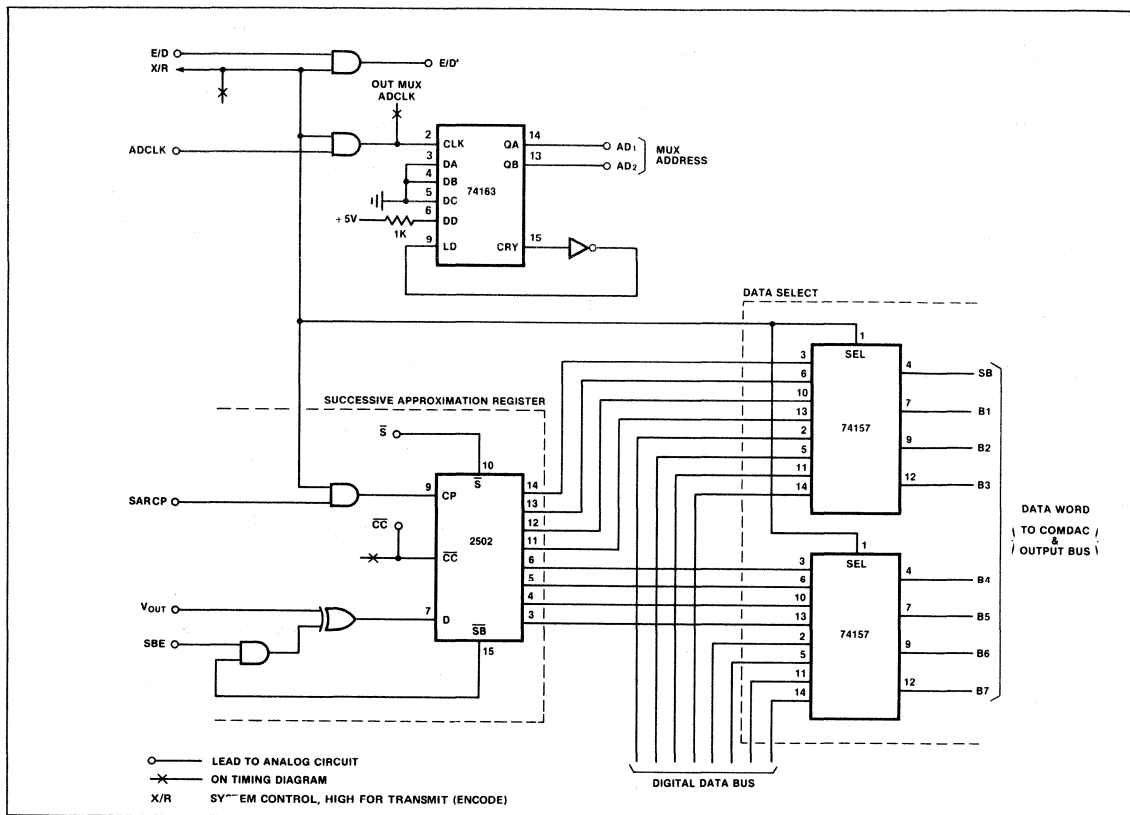 E/D
X/R
E/D'
OUT MUX
ADCLK
ADCLK
2 CLK QA 14 AD1
3 DA QB 13 AD2
4 DB
5 DC
6 DD
9 LD CRY 15
74163
MUX
ADDRESS
+5V
1K
DATA SELECT
1
SEL
3
6
10
13
2
5
11
14
74157
4 SB
7 B1
9 B2
12 B3
SUCCESSIVE APPROXIMATION REGISTER
S̅
10
S̅
SARCP
9 CP
C̅C̅
C̅C̅
2502
VOUT
7 D
SBE
S̅B̅
15
14
13
12
11
6
5
4
3
1
SEL
3
6
10
13
2
5
11
14
74157
4 B4
7 B5
9 B6
12 B7
DATA WORD
( TO COMDAC )
&
OUTPUT BUS
DIGITAL DATA BUS
LEAD TO ANALOG CIRCUIT
ON TIMING DIAGRAM
X/R CONTROL, HIGH FOR TRANSMIT (ENCODE)